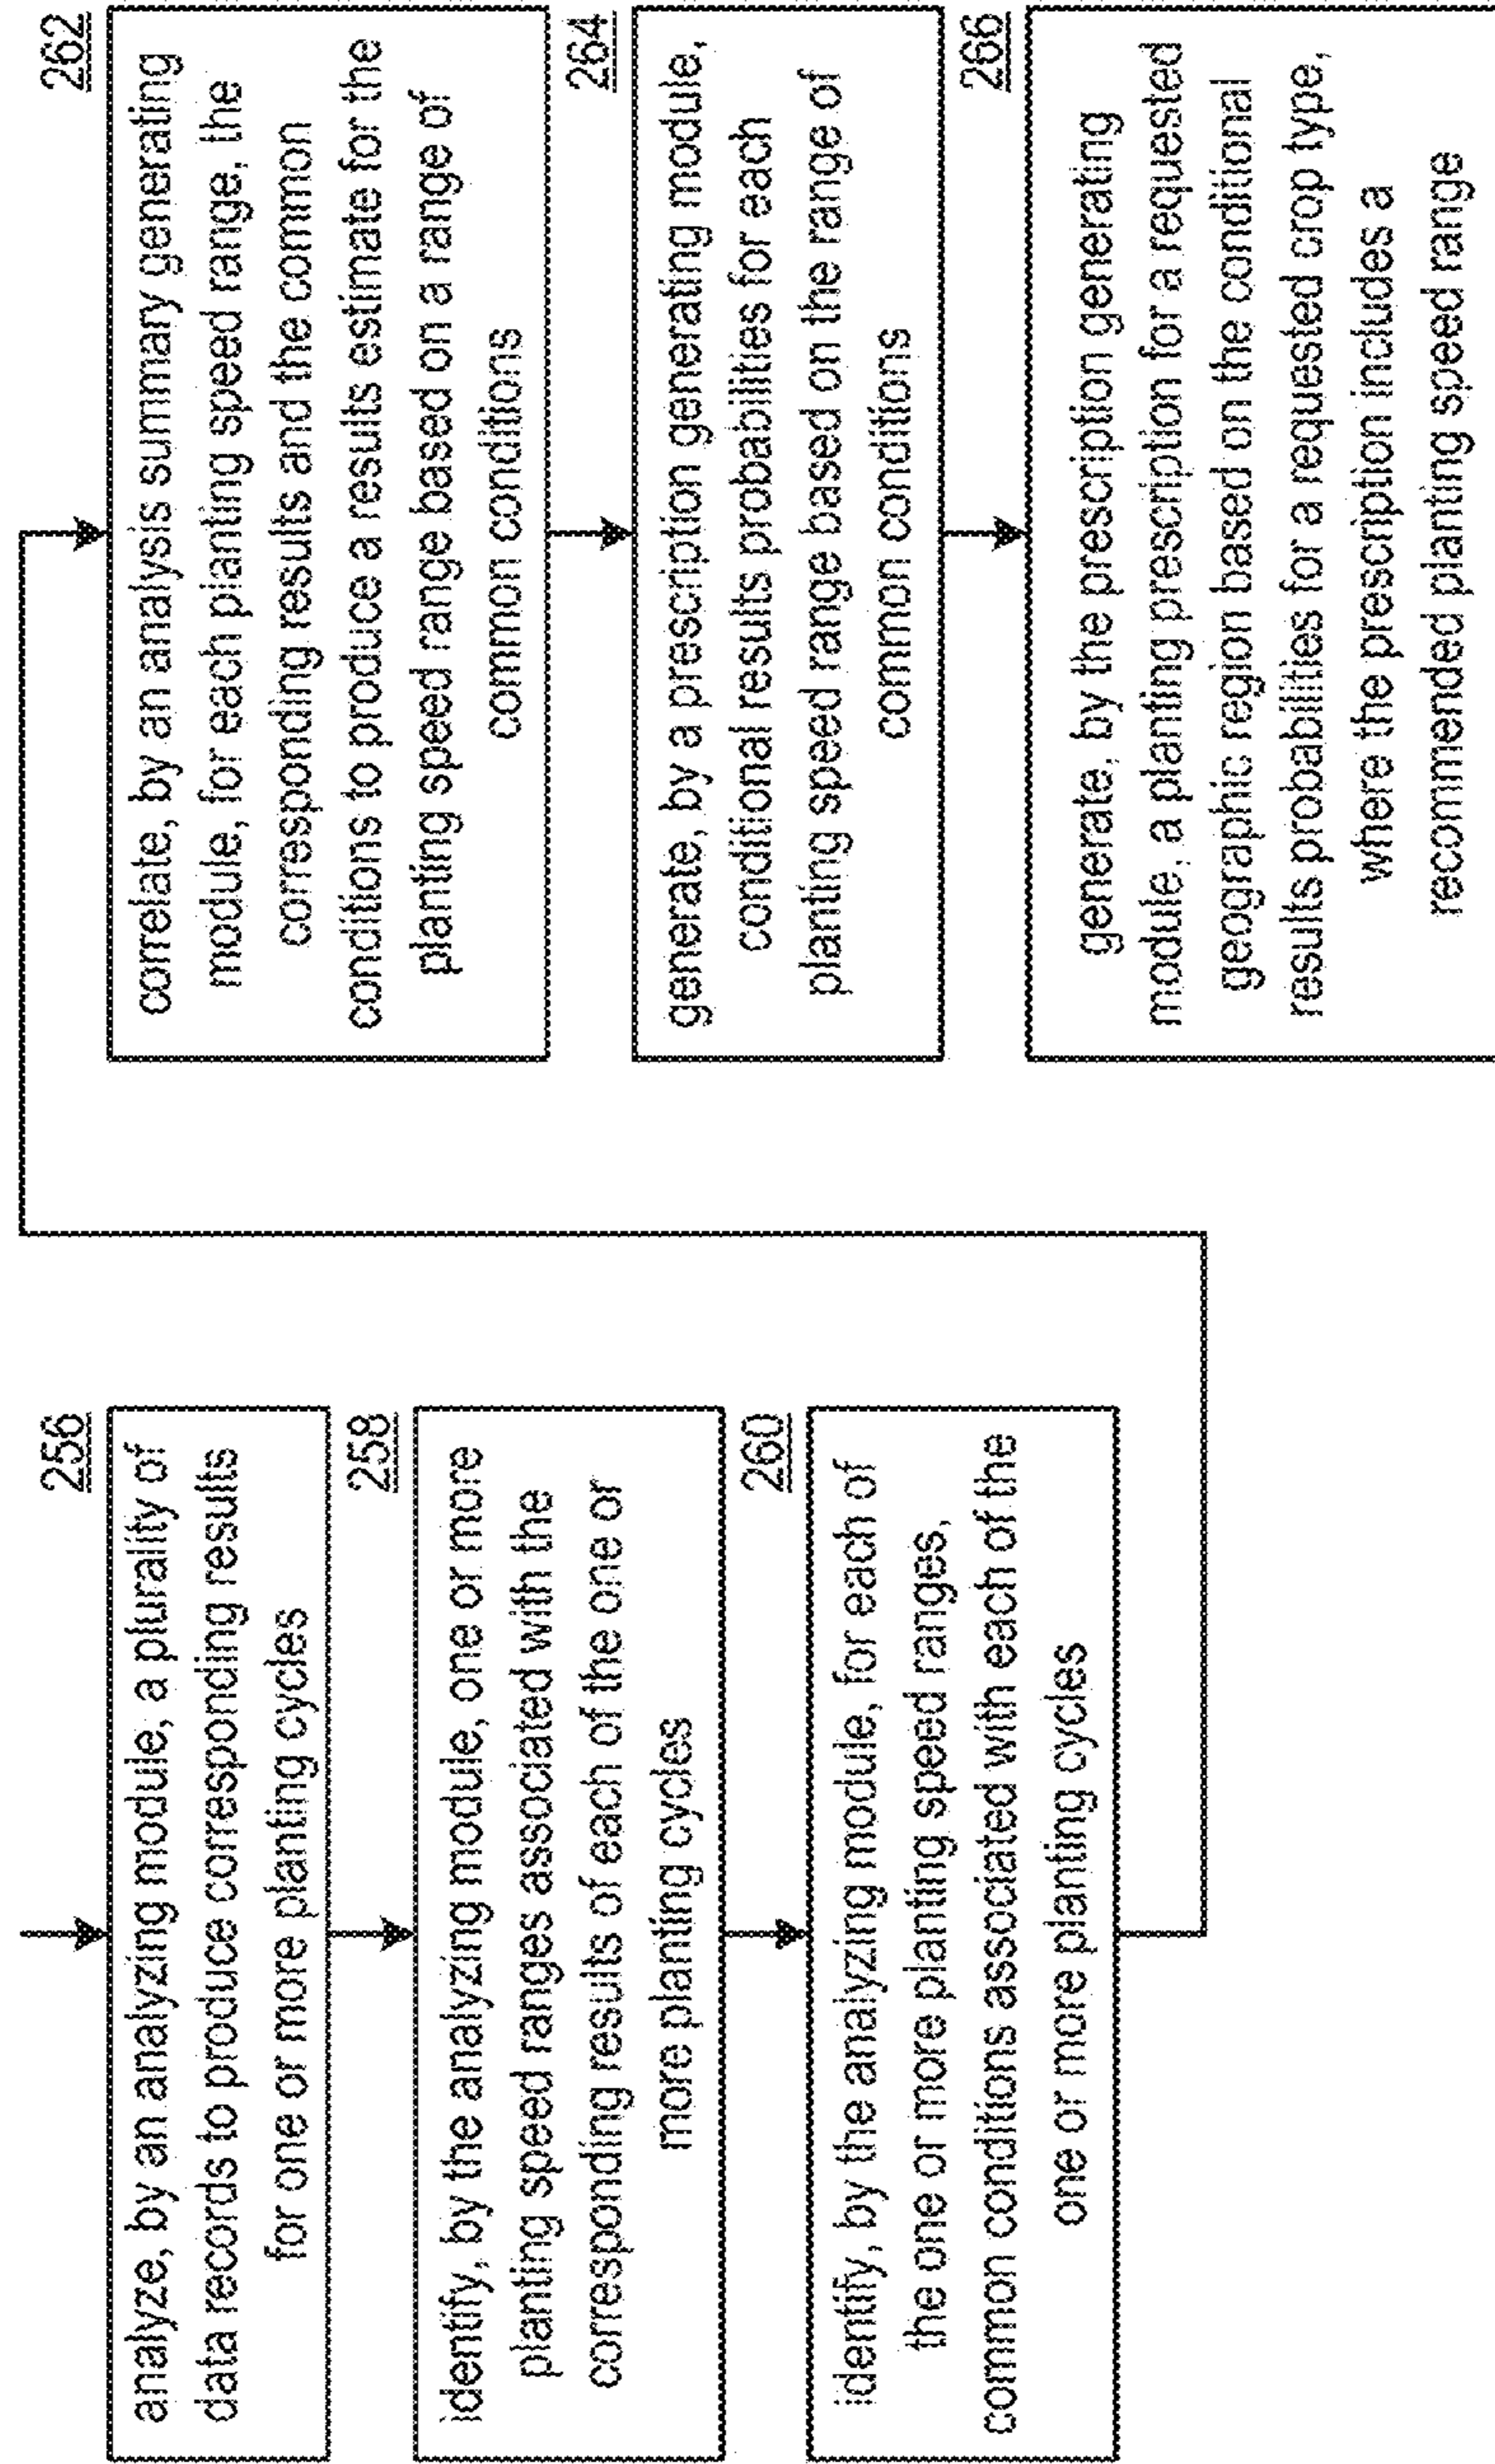 256
analyze, by an analyzing module, a plurality of
data records to produce corresponding results
for one or more planting cycles
258
identify, by the analyzing module, one or more
planting speed ranges associated with the
corresponding results of each of the one or
more planting cycles
260
identify, by the analyzing module, for each of
the one or more planting speed ranges,
common conditions associated with each of the
one or more planting cycles
262
correlate, by an analysis summary generating
module, for each planting speed range, the
corresponding results and the common
conditions to produce a results estimate for the
planting speed range based on a range of
common conditions
264
generate, by a prescription generating module,
conditional results probabilities for each
planting speed range based on the range of
common conditions
266
generate, by the prescription generating
module, a planting prescription for a requested
geographic region based on the conditional
results probabilities for a requested crop type,
where the prescription includes a
recommended planting speed range